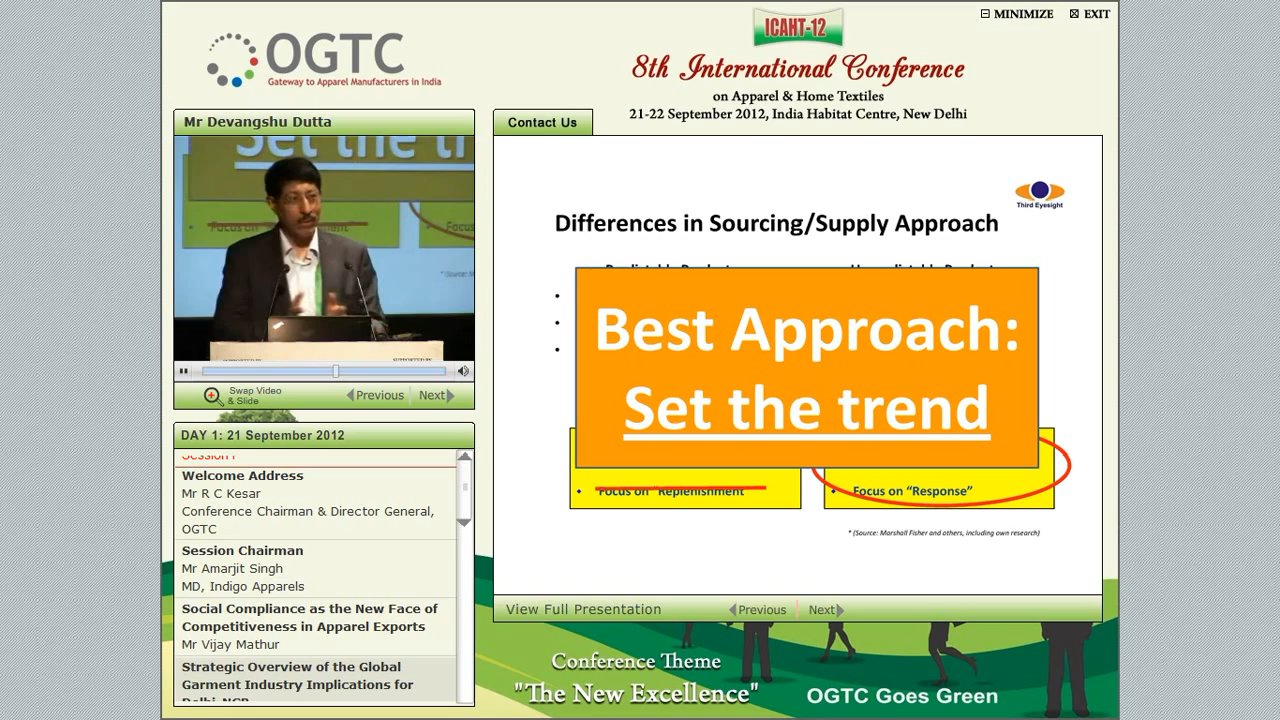 MINIMIZE
EXIT
ICAHT-12
OGTC
Gateway to Apparel Manufacturers in India
8th International Conference
on Apparel & Home Textiles
21-22 September 2012, India Habitat Centre, New Delhi
Mr Devangshu Dutta
Set the
Swap Video
& Slide
Previous
Next
DAY 1: 21 September 2012
Welcome Address
Mr R C Kesar
Conference Chairman & Director General,
OGTC
Session Chairman
Mr Amarjit Singh
MD, Indigo Apparels
Social Compliance as the New Face of
Competitiveness in Apparel Exports
Mr Vijay Mathur
Strategic Overview of the Global
Garment Industry Implications for
Delhi-NCR
Contact Us
Third Eyesight
Differences in Sourcing/Supply Approach
Best Approach:
Set the trend
Focus on "Replenishment"
Focus on “Response”
* (Source: Marshall Fisher and others, including own research)
View Full Presentation
Previous
Next
Conference Theme
"The New Excellence"
OGTC Goes Green